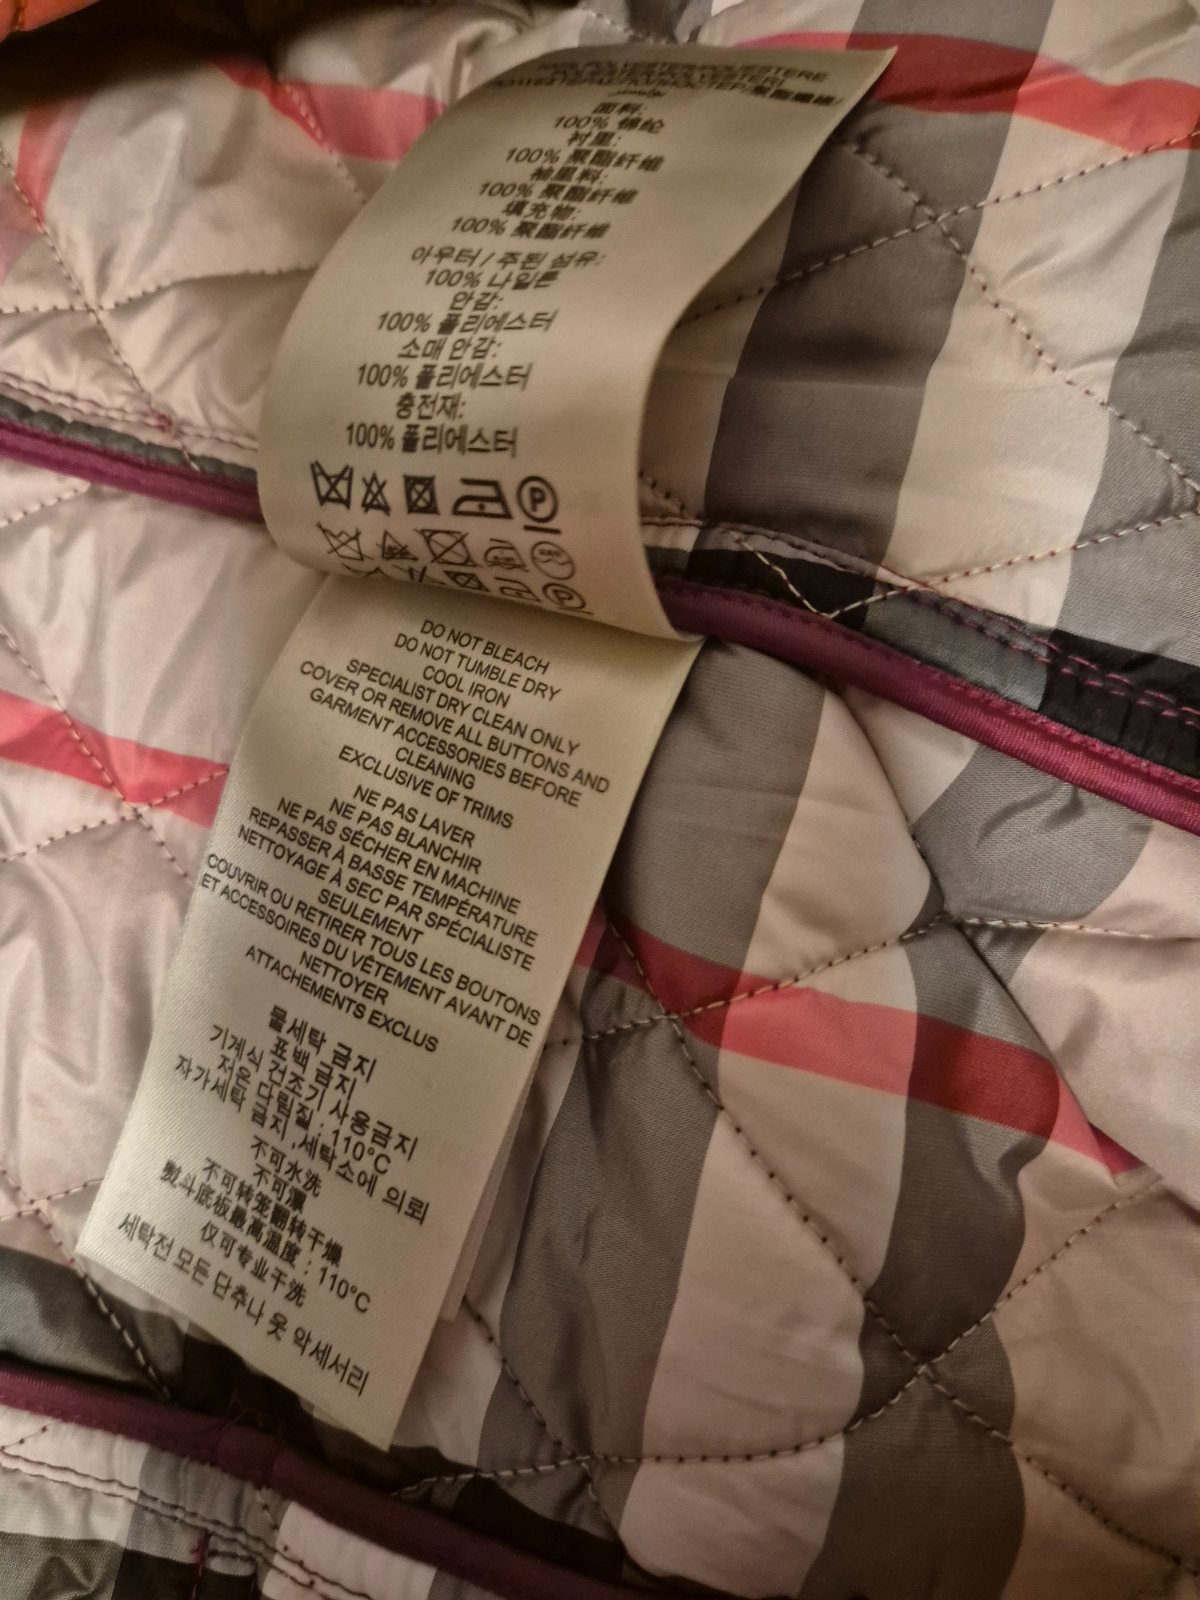 100% POLYESTER/POLIESTERE
面料:
100% 锦纶
衬里:
100% 聚酯纤维
袖里料:
100% 聚酯纤维
填充物:
100% 聚酯纤维
아우터 / 주된 섬유:
100% 나일론
안감:
100% 폴리에스터
소매 안감:
100% 폴리에스터
충전재:
100% 폴리에스터
P
P
DO NOT BLEACH
DO NOT TUMBLE DRY
COOL IRON
SPECIALIST DRY CLEAN ONLY
COVER OR REMOVE ALL BUTTONS AND
GARMENT ACCESSORIES BEFORE
CLEANING
EXCLUSIVE OF TRIMS
NE PAS LAVER
NE PAS BLANCHIR
NE PAS SÉCHER EN MACHINE
REPASSER À BASSE TEMPÉRATURE
NETTOYAGE À SEC PAR SPÉCIALISTE
SEULEMENT
COUVRIR OU RETIRER TOUS LES BOUTONS
ET ACCESSOIRES DU VÊTEMENT AVANT DE
NETTOYER
ATTACHEMENTS EXCLUS
물세탁 금지
표백 금지
기계식 건조기 사용금지
저온 다림질 : 110°C
자가세탁 금지 ,세탁소에 의뢰
不可水洗
不可漂
不可转笼翻转干燥
熨斗底板最高温度 : 110°C
仅可专业干洗
세탁전 모든 단추나 옷 악세서리